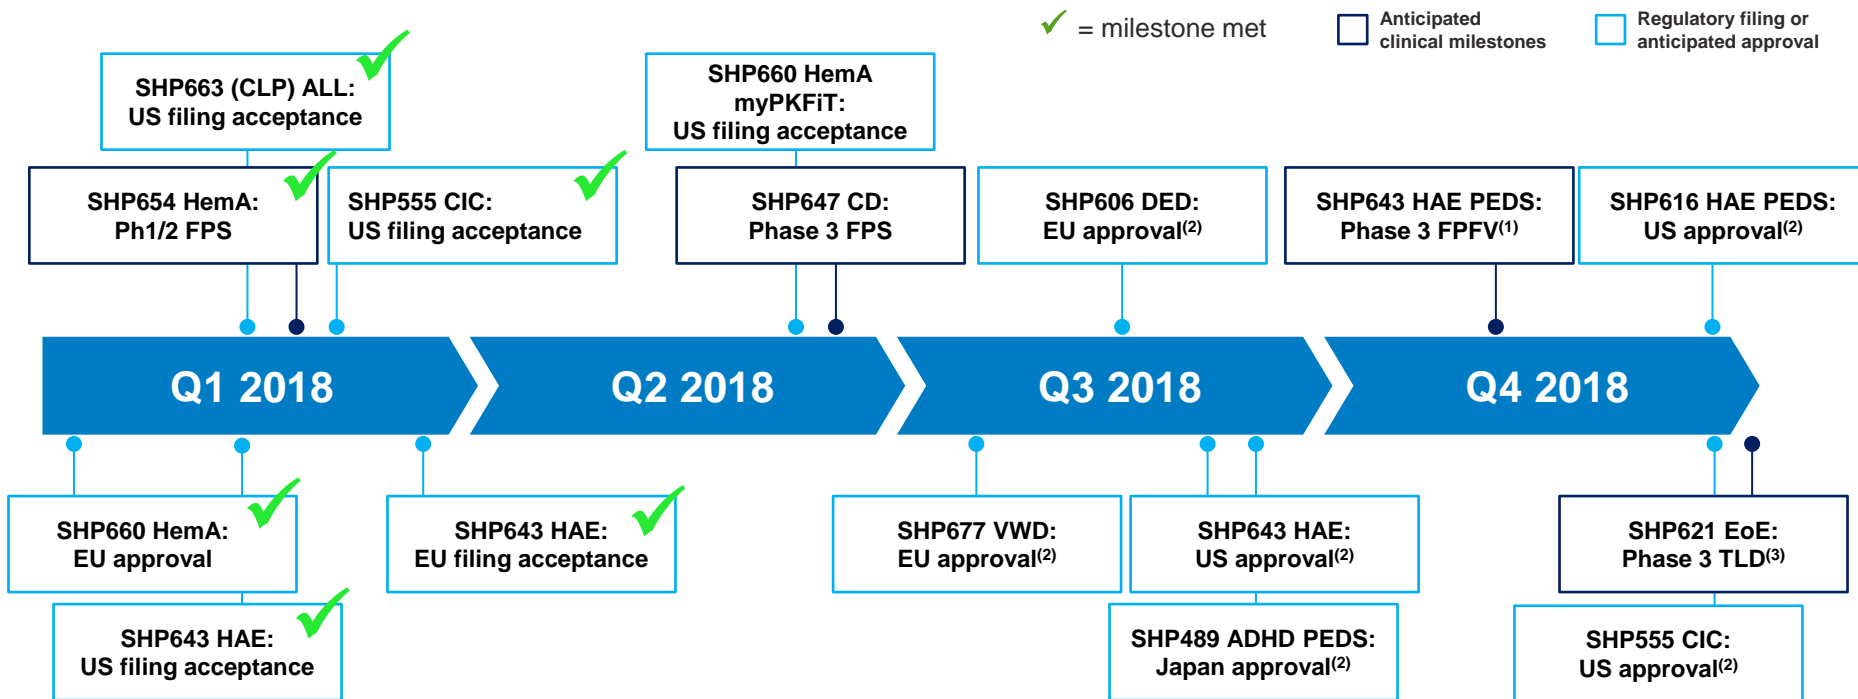 = milestone met
Anticipated
clinical milestones
Regulatory filing or
anticipated approval
SHP663 (CLP) ALL:
US filing acceptance
SHP660 HemA
myPKFiT:
US filing acceptance
SHP654 HemA:
Ph1/2 FPS
SHP555 CIC:
US filing acceptance
SHP647 CD:
Phase 3 FPS
SHP606 DED:
EU approval(2)
SHP643 HAE PEDS:
Phase 3 FPFV(1)
SHP616 HAE PEDS:
US approval(2)
Q1 2018
Q2 2018
Q3 2018
Q4 2018
SHP660 HemA:
EU approval
SHP643 HAE:
EU filing acceptance
SHP677 VWD:
EU approval(2)
SHP643 HAE:
US approval(2)
SHP621 EoE:
Phase 3 TLD(3)
SHP643 HAE:
US filing acceptance
SHP489 ADHD PEDS:
Japan approval(2)
SHP555 CIC:
US approval(2)